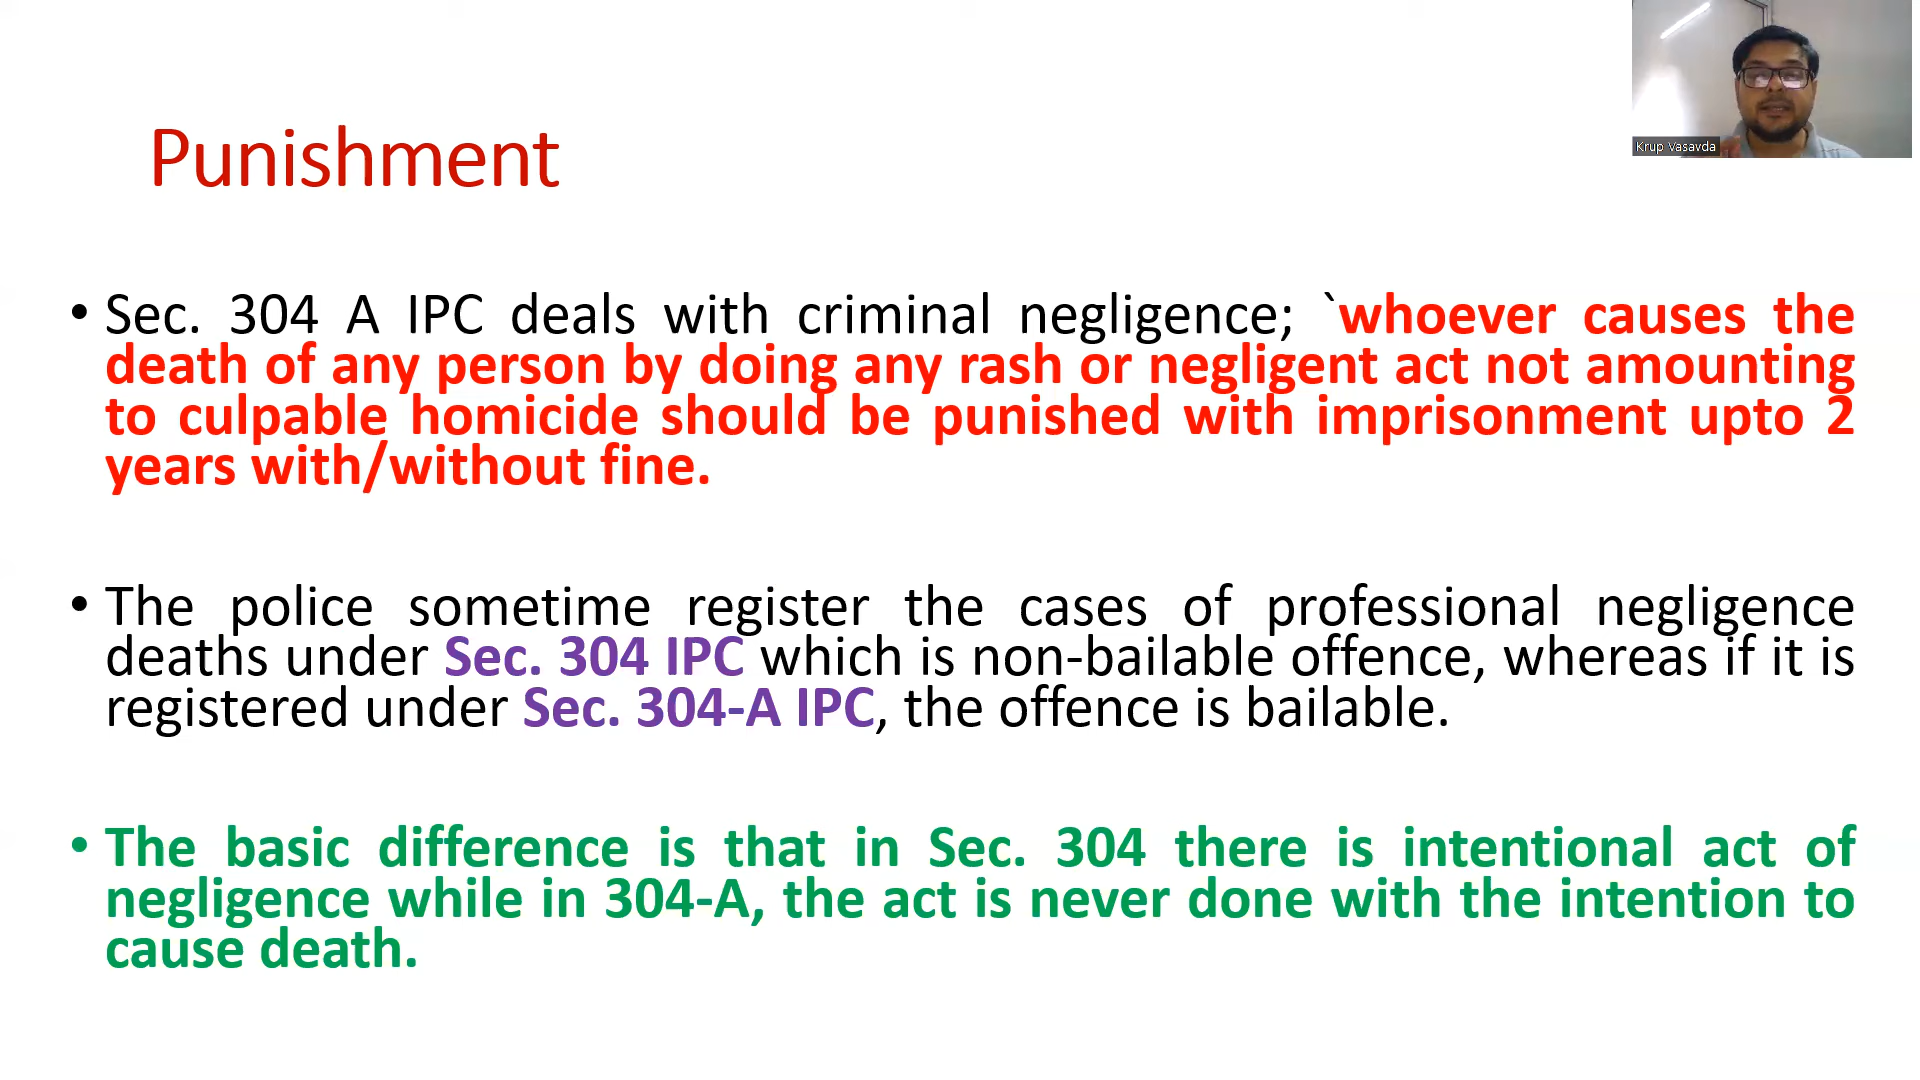 Krup Vasavda
Punishment
• Sec. 304 A IPC deals with criminal negligence; `whoever causes the
death of any person by doing any rash or negligent act not amounting
to culpable homicide should be punished with imprisonment upto 2
years with/without fine.
• The police sometime register the cases of professional negligence
deaths under Sec. 304 IPC which is non-bailable offence, whereas if it is
registered under Sec. 304-A IPC, the offence is bailable.
• The basic difference is that in Sec. 304 there is intentional act of
negligence while in 304-A, the act is never done with the intention to
cause death.